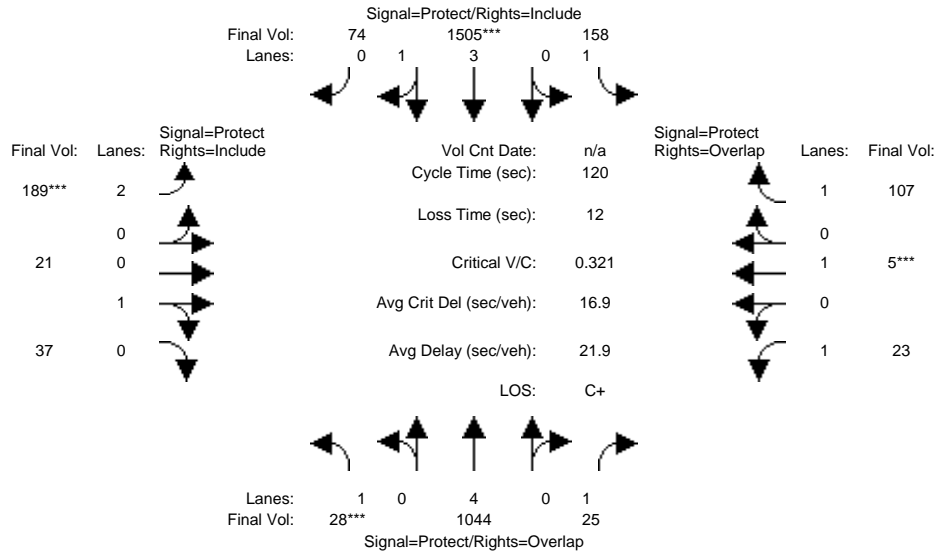 Signal=Protect/Rights=Include
Final Vol: 74 1505*** 158
Lanes: 0 1 3 0 1
Signal=Protect
Final Vol: Lanes: Rights=Include
Vol Cnt Date: n/a
Signal=Protect
Rights=Overlap Lanes: Final Vol:
Cycle Time (sec): 120
189*** 2
1 107
Loss Time (sec): 12
0
0
21 0
Critical V/C: 0.321
1 5***
1
Avg Crit Del (sec/veh): 16.9
0
37 0
Avg Delay (sec/veh): 21.9
1 23
LOS: C+
Lanes: 1 0 4 0 1
Final Vol: 28*** 1044 25
Signal=Protect/Rights=Overlap